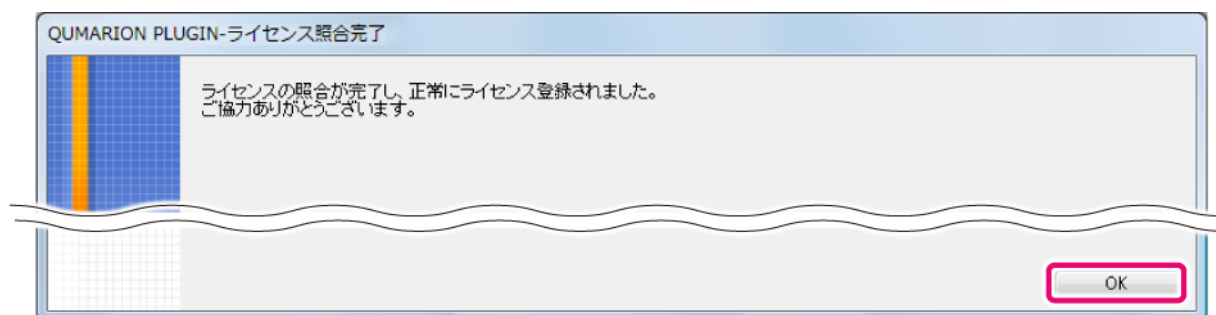 QUMARION PLUGIN-ライセンス照合完了
ライセンスの照合が完了し、正常にライセンス登録されました。
ご協力ありがとうございます。
OK